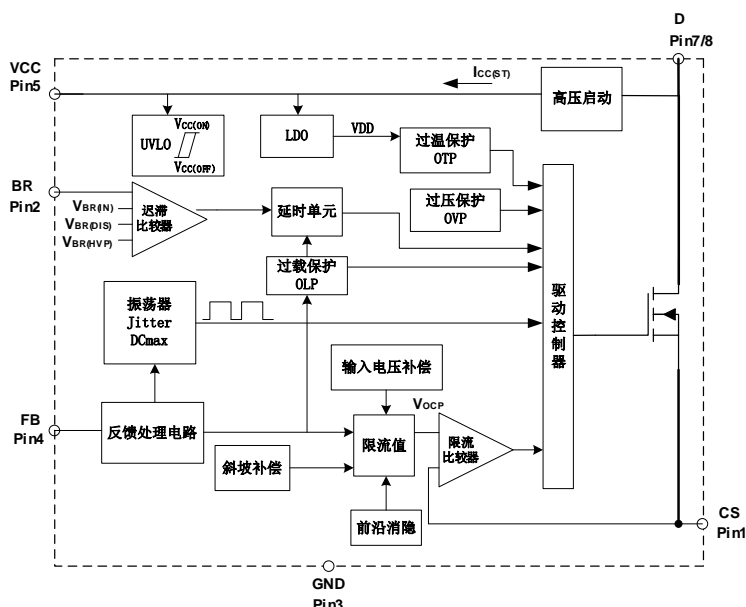 D
Pin7/8
VCC
Pin5
ICC(ST)
高压启动
UVLO
VCC(ON)
VCC(OFF)
LDO
VDD
过温保护
OTP
BR
Pin2
VBR(IN)
VBR(DIS)
VBR(HVP)
迟滞
比较器
延时单元
过压保护
OVP
过载保护
OLP
振荡器
Jitter
DCmax
驱动控制器
输入电压补偿
VOCP
FB
Pin4
反馈处理电路
限流值
限流
比较器
斜坡补偿
前沿消隐
CS
Pin1
GND
Pin3